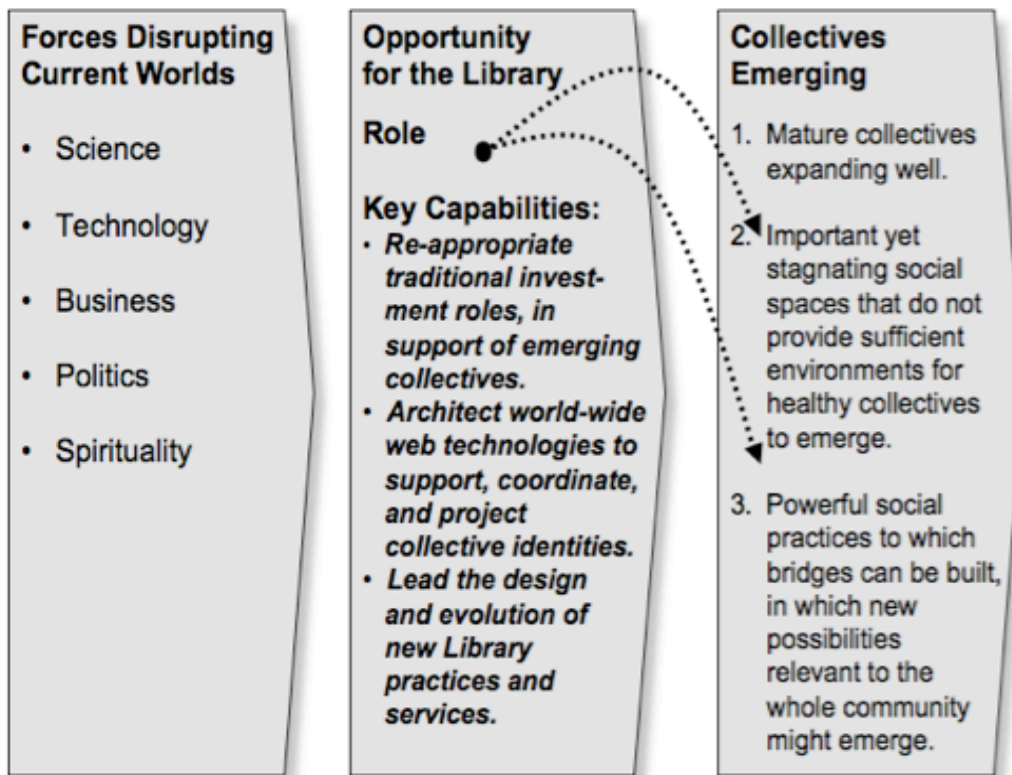 Forces Disrupting
Current Worlds
• Science
• Technology
• Business
• Politics
• Spirituality
Opportunity
for the Library
Role
Key Capabilities:
• Re-appropriate
traditional invest-
ment roles, in
support of emerging
collectives.
• Architect world-wide
web technologies to
support, coordinate,
and project
collective identities.
• Lead the design
and evolution of
new Library
practices and
services.
Collectives
Emerging
1. Mature collectives
expanding well.
2. Important yet
stagnating social
spaces that do not
provide sufficient
environments for
healthy collectives
to emerge.
3. Powerful social
practices to which
bridges can be built,
in which new
possibilities
relevant to the
whole community
might emerge.